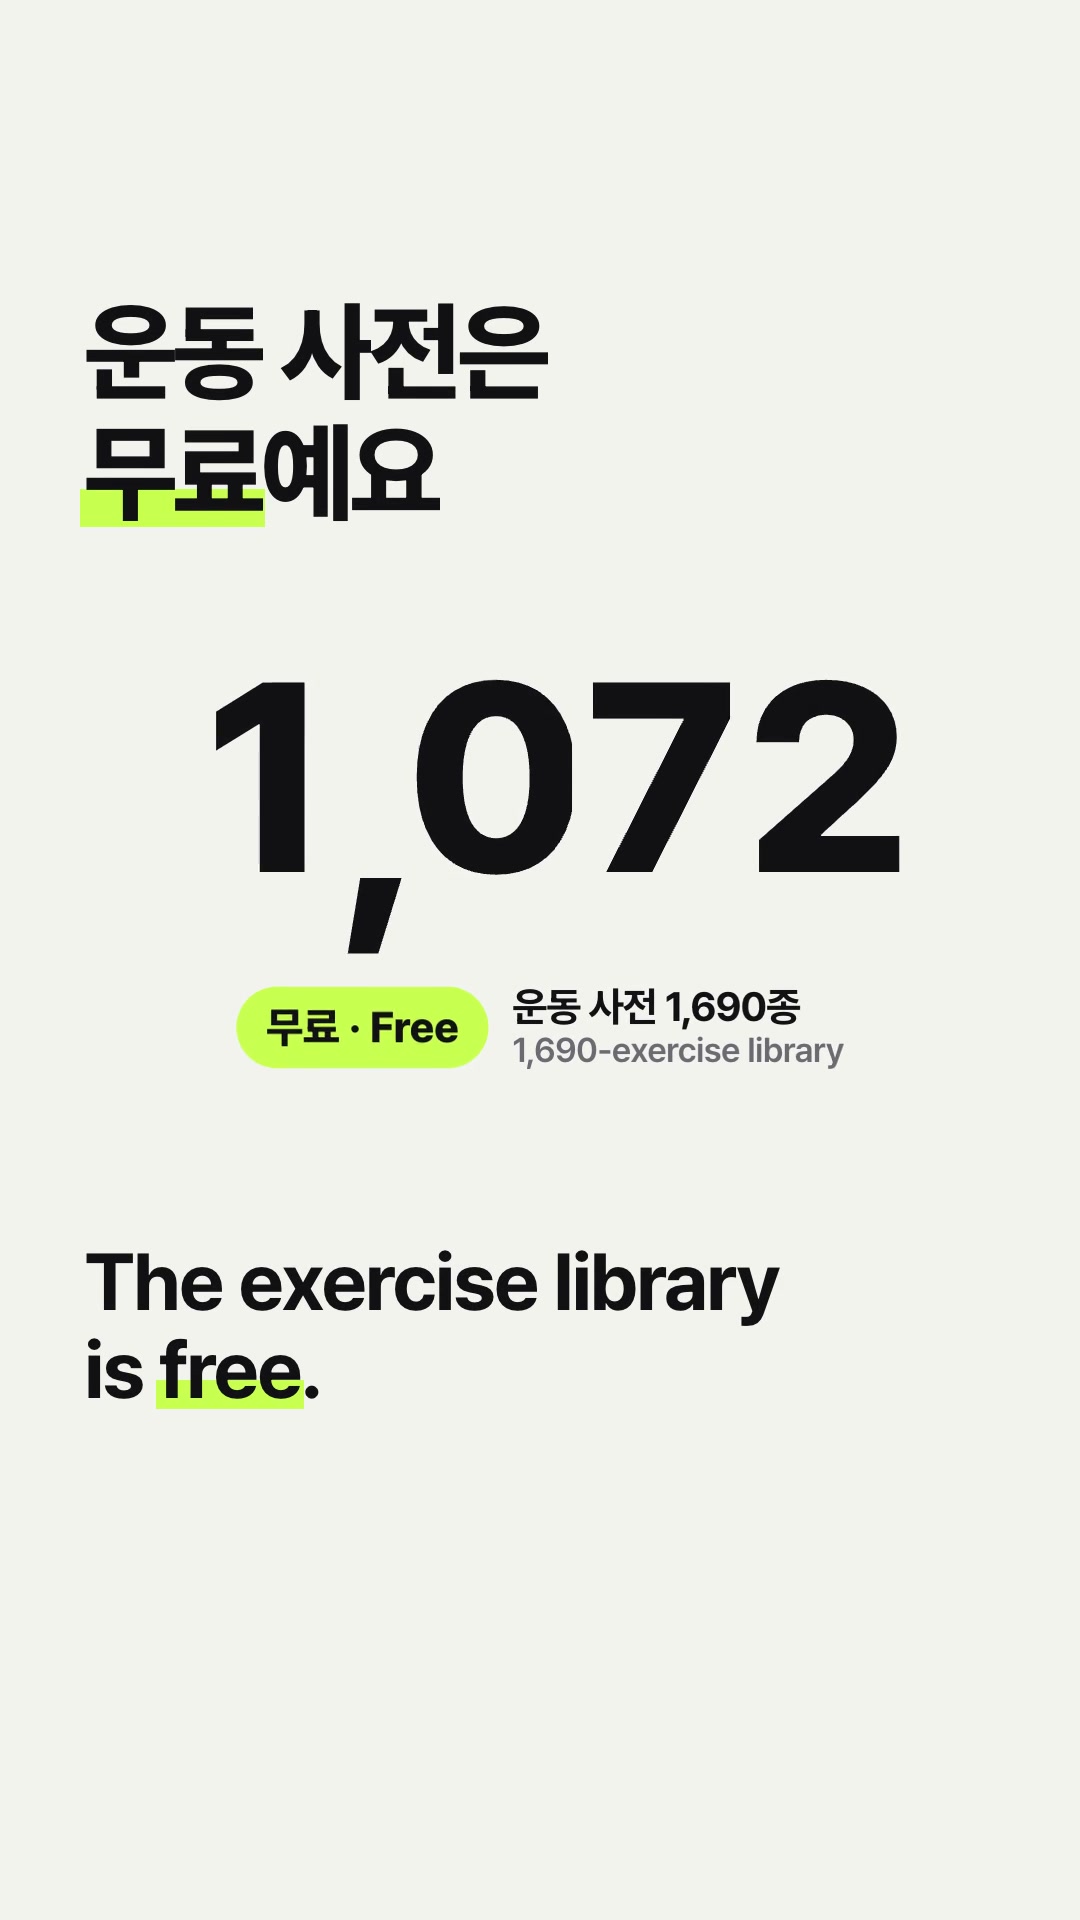 운동 사전은
무료예요
1,072
무료 · Free
운동 사전 1,690종
1,690-exercise library
The exercise library
is free.